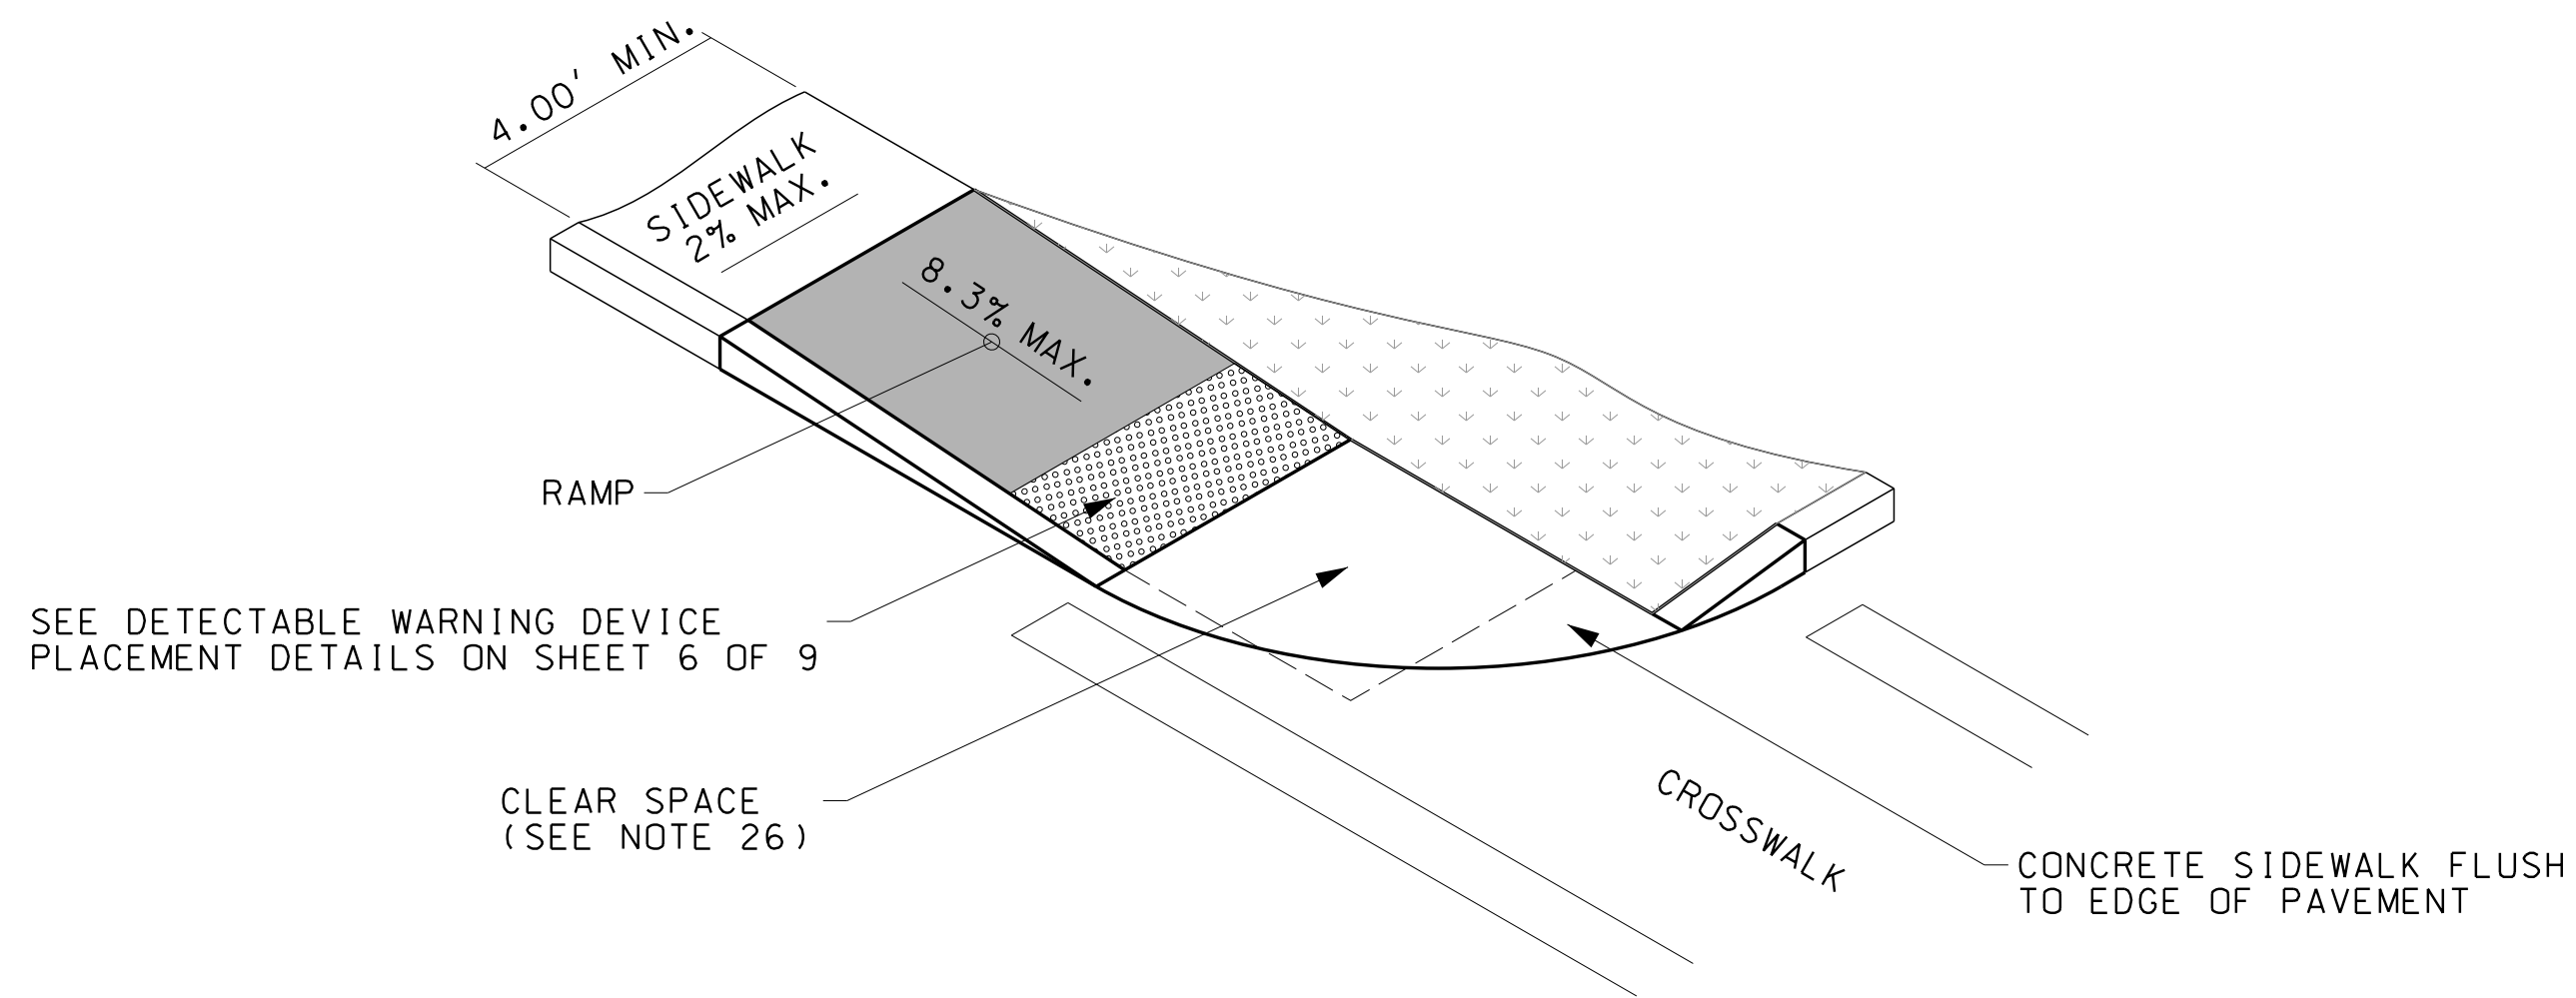 4.00' MIN.
SIDEWALK
2% MAX.
8.3% MAX.
RAMP
SEE DETECTABLE WARNING DEVICE
PLACEMENT DETAILS ON SHEET 6 OF 9
CLEAR SPACE
(SEE NOTE 26)
CROSSWALK
CONCRETE SIDEWALK FLUSH
TO EDGE OF PAVEMENT